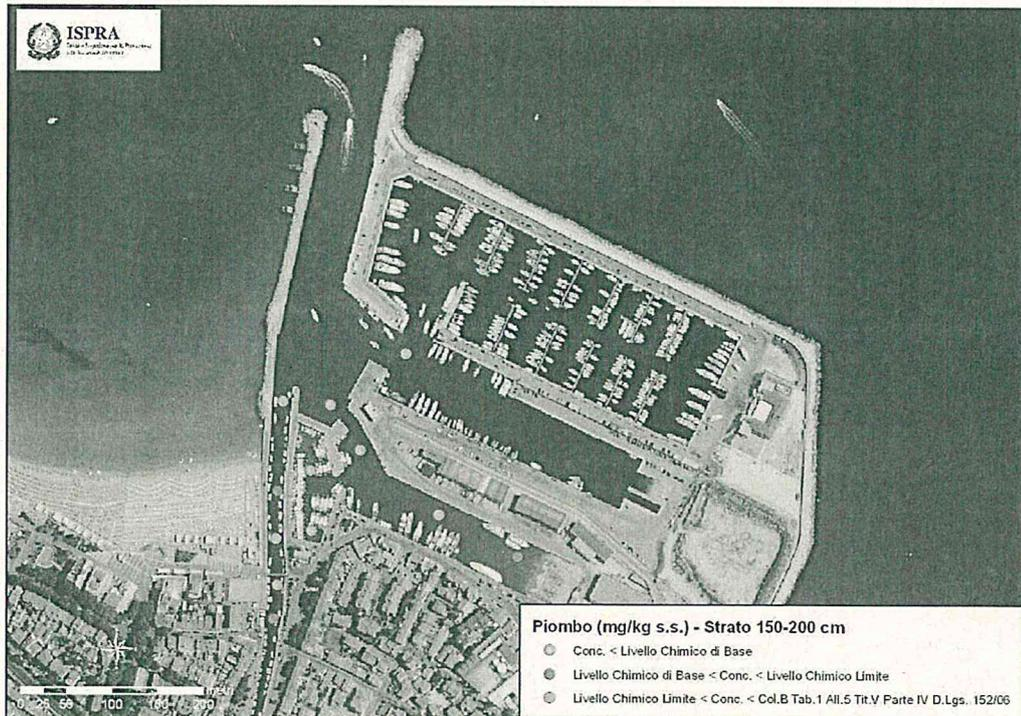 ISPRA
Piombo (mg/kg s.s.) - Strato 150-200 cm
Conc. < Livello Chimico di Base
Livello Chimico di Base < Conc. < Livello Chimico Limite
Livello Chimico Limite < Conc. < Col.B Tab.1 All.5 Tit.V Parte IV D.Lgs. 152/06
metri
0 25 50 100 150 200